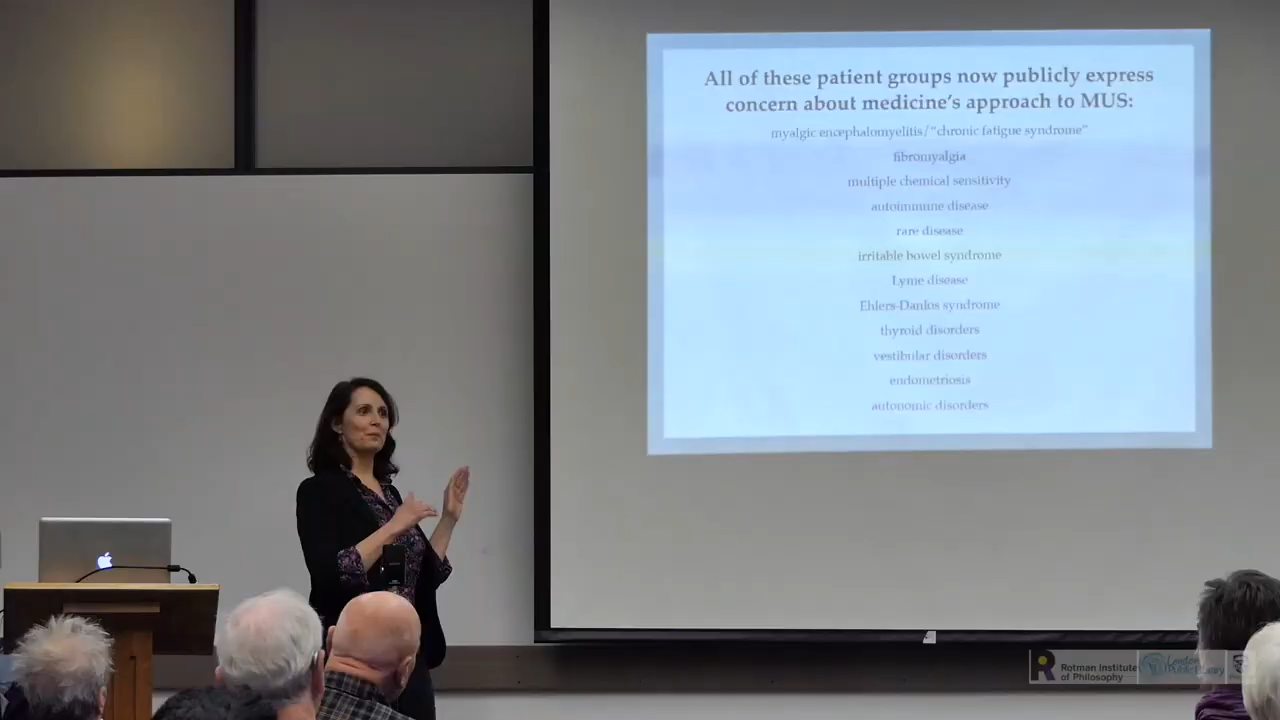 All of these patient groups now publicly express
concern about medicine's approach to MUS:
myalgic encephalomyelitis/"chronic fatigue syndrome"
fibromyalgia
multiple chemical sensitivity
autoimmune disease
rare disease
irritable bowel syndrome
Lyme disease
Ehlers-Danlos syndrome
thyroid disorders
vestibular disorders
endometriosis
autonomic disorders
Rotman Institute
of Philosophy
London
Public